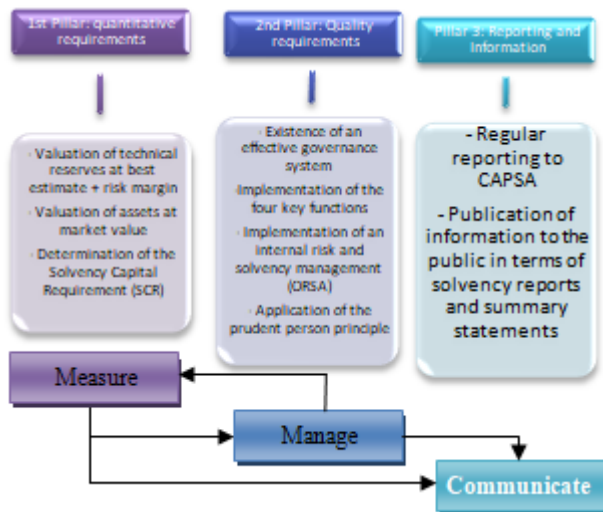 1st Pillar: quantitative
requirements
· Valuation of technical
reserves at best
estimate + risk margin
· Valuation of assets at
market value
· Determination of the
Solvency Capital
Requirement (SCR)
2nd Pillar: Quality
requirements
· Existence of an
effective governance
system
·Implementation of the
four key functions
· Implementation of an
internal risk and
solvency management
(ORSA)
· Application of the
prudent person principle
Pillar 3: Reporting and
Information
- Regular
reporting to
CAPSA
- Publication of
information to the
public in terms of
solvency reports
and summary
statements
Measure
Manage
Communicate